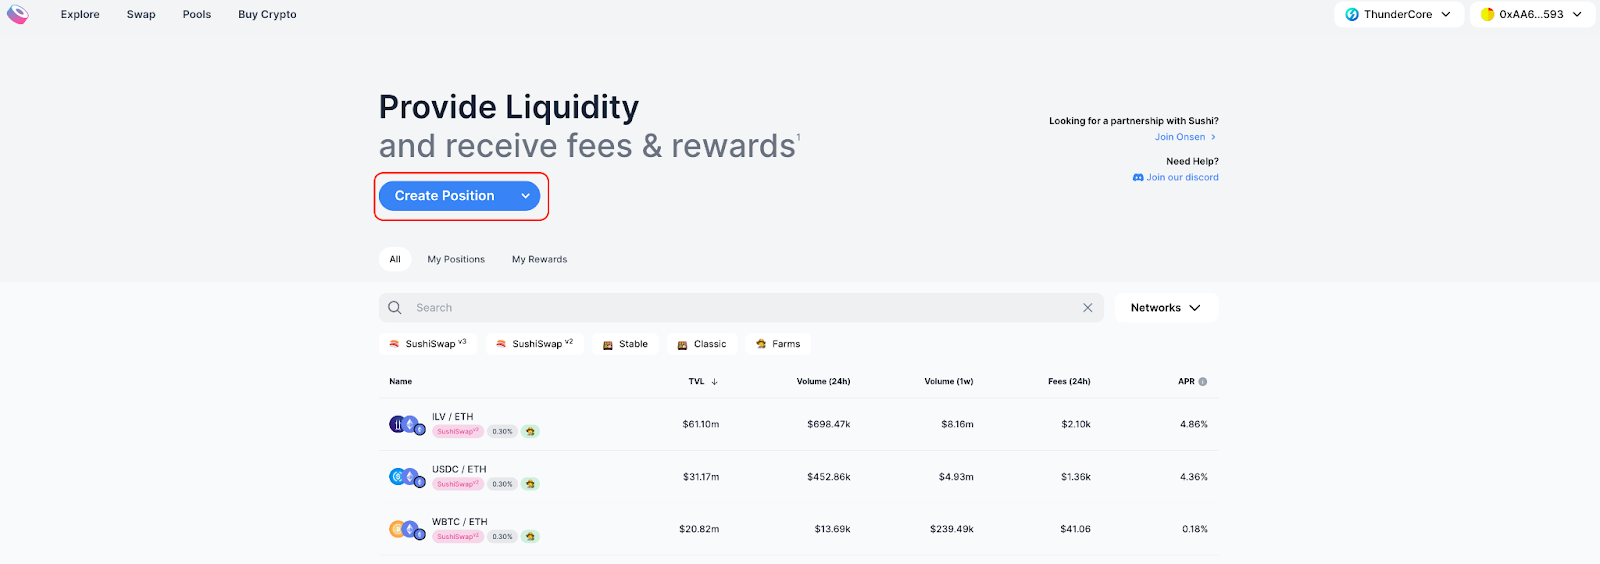 Explore Swap Pools Buy Crypto ThunderCore 0xAA6...593
Provide Liquidity
and receive fees & rewards1
Looking for a partnership with Sushi?
Join Onsen
Need Help?
Join our discord
Create Position
All My Positions My Rewards
Search Networks
SushiSwap v3 SushiSwap v2 Stable Classic Farms
Name TVL Volume (24h) Volume (1w) Fees (24h) APR
ILV / ETH $61.10m $698.47k $8.16m $2.10k 4.86%
SushiSwap 0.30%
USDC / ETH $31.17m $452.86k $4.93m $1.36k 4.36%
SushiSwap 0.30%
WBTC / ETH $20.82m $13.69k $239.49k $41.06 0.18%
SushiSwap 0.30%